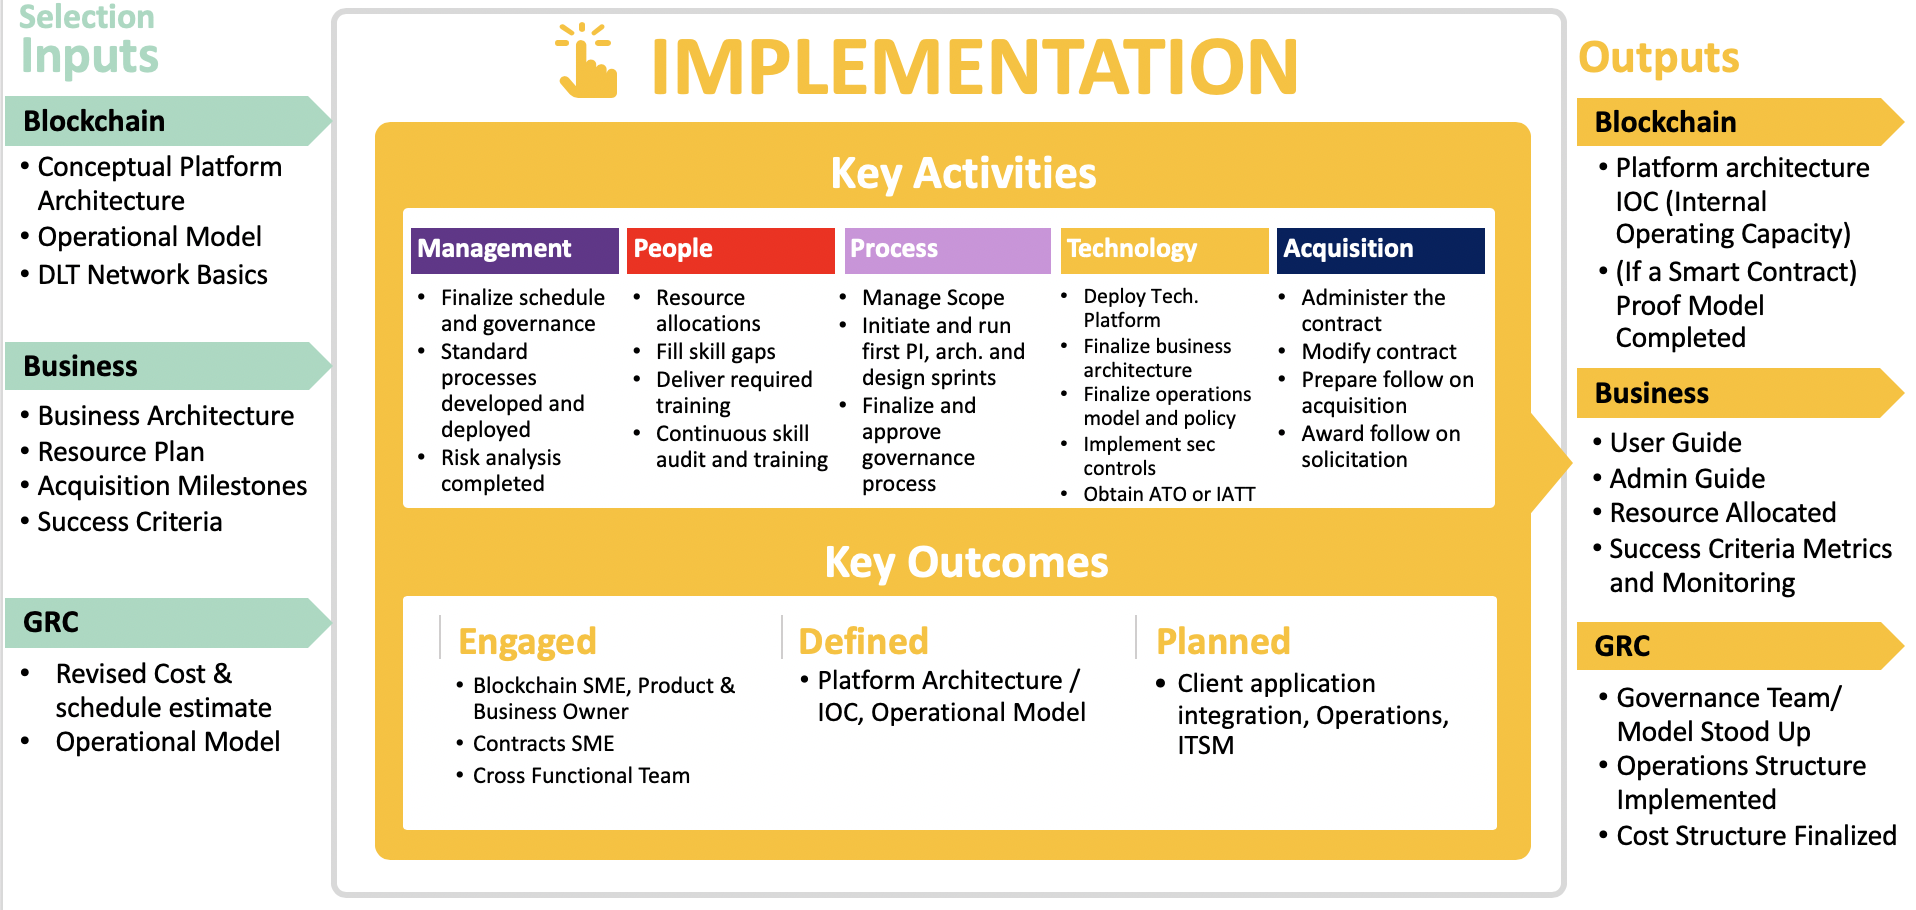 Selection
Inputs
Blockchain
• Conceptual Platform
Architecture
• Operational Model
• DLT Network Basics
Business
• Business Architecture
• Resource Plan
• Acquisition Milestones
• Success Criteria
GRC
• Revised Cost &
schedule estimate
• Operational Model
IMPLEMENTATION
Key Activities
Management
• Finalize schedule
and governance
• Standard
processes
developed and
deployed
• Risk analysis
completed
People
• Resource
allocations
• Fill skill gaps
• Deliver required
training
• Continuous skill
audit and training
Process
• Manage Scope
• Initiate and run
first PI, arch. and
design sprints
• Finalize and
approve
governance
process
Technology
• Deploy Tech.
Platform
• Finalize business
architecture
• Finalize operations
model and policy
• Implement sec
controls
• Obtain ATO or IATT
Acquisition
• Administer the
contract
• Modify contract
• Prepare follow on
acquisition
• Award follow on
solicitation
Key Outcomes
Engaged
• Blockchain SME, Product &
Business Owner
• Contracts SME
• Cross Functional Team
Defined
• Platform Architecture /
IOC, Operational Model
Planned
• Client application
integration, Operations,
ITSM
Outputs
Blockchain
• Platform architecture
IOC (Internal
Operating Capacity)
• (If a Smart Contract)
Proof Model
Completed
Business
• User Guide
• Admin Guide
• Resource Allocated
• Success Criteria Metrics
and Monitoring
GRC
• Governance Team/
Model Stood Up
• Operations Structure
Implemented
• Cost Structure Finalized